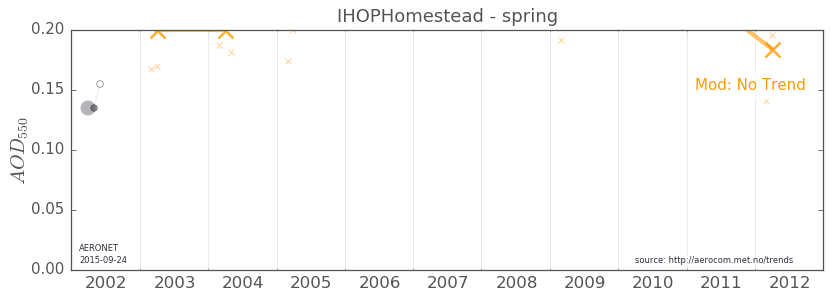 IHOPHomestead - spring
0.20
0.15
0.10
0.05
0.00
AOD550
Mod: No Trend
AERONET
2015-09-24
source: http://aerocom.met.no/trends
2002 2003 2004 2005 2006 2007 2008 2009 2010 2011 2012